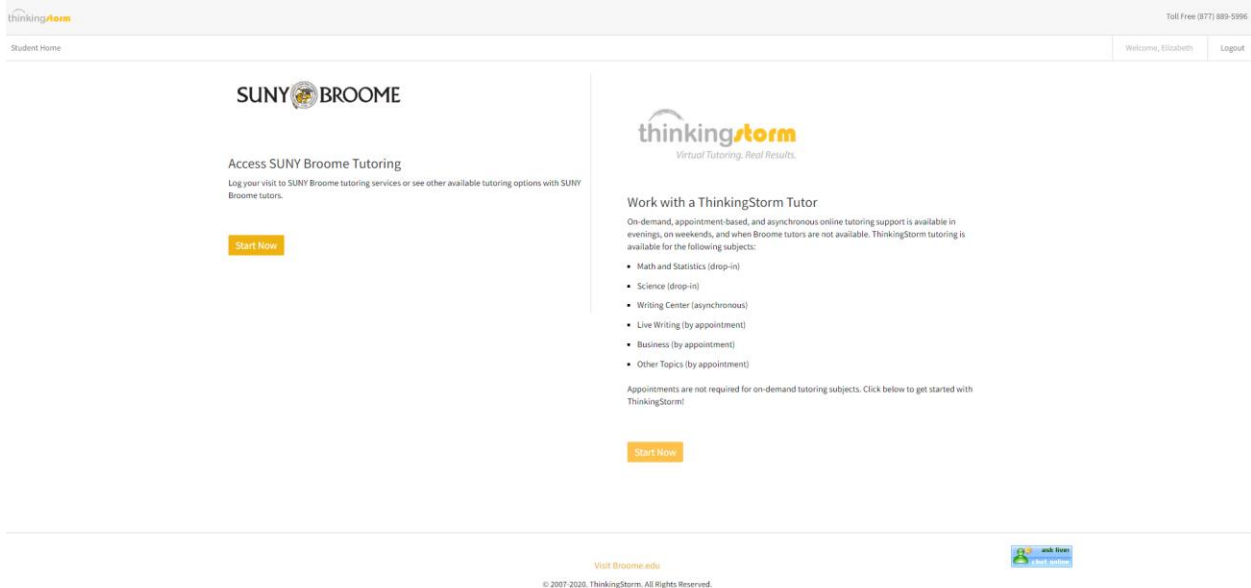 thinkingstorm
Toll Free (877) 889-5996
Student Home
Welcome, Elizabeth
Logout
SUNY BROOME
Access SUNY Broome Tutoring
Log your visit to SUNY Broome tutoring services or see other available tutoring options with SUNY
Broome tutors.
Start Now
thinkingstorm
Virtual Tutoring. Real Results.
Work with a ThinkingStorm Tutor
On-demand, appointment-based, and asynchronous online tutoring support is available in
evenings, on weekends, and when Broome tutors are not available. ThinkingStorm tutoring is
available for the following subjects:
• Math and Statistics (drop-in)
• Science (drop-in)
• Writing Center (asynchronous)
• Live Writing (by appointment)
• Business (by appointment)
• Other Topics (by appointment)
Appointments are not required for on-demand tutoring subjects. Click below to get started with
ThinkingStorm!
Start Now
ask live!
chat online
Visit Broome.edu
© 2007-2020. ThinkingStorm. All Rights Reserved.